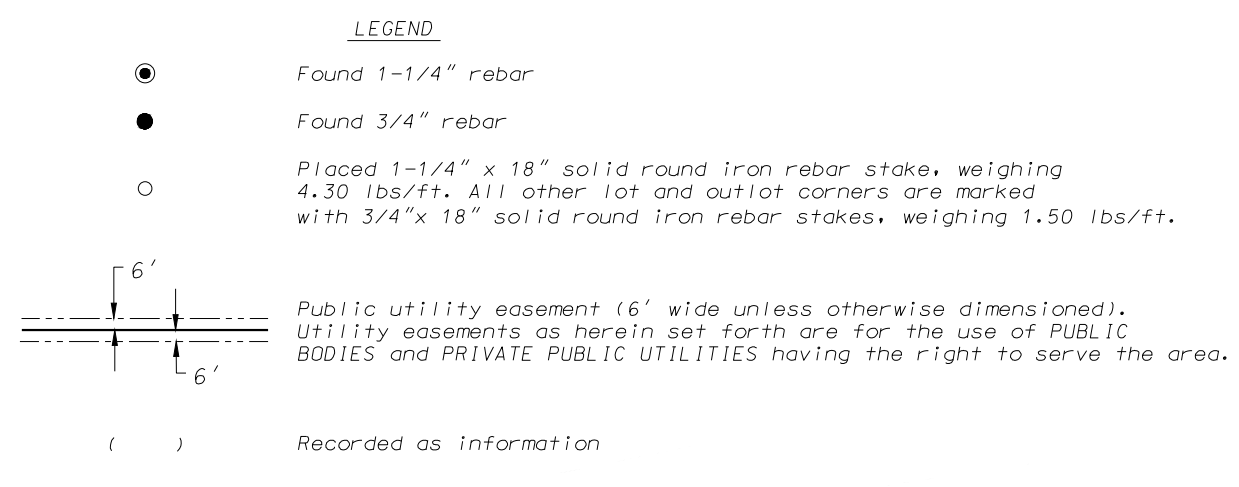 LEGEND
Found 1-1/4" rebar
Found 3/4" rebar
Placed 1-1/4" x 18" solid round iron rebar stake, weighing
4.30 lbs/ft. All other lot and outlot corners are marked
with 3/4"x 18" solid round iron rebar stakes, weighing 1.50 lbs/ft.
6'
Public utility easement (6' wide unless otherwise dimensioned).
Utility easements as herein set forth are for the use of PUBLIC
BODIES and PRIVATE PUBLIC UTILITIES having the right to serve the area.
6'
( )
Recorded as information